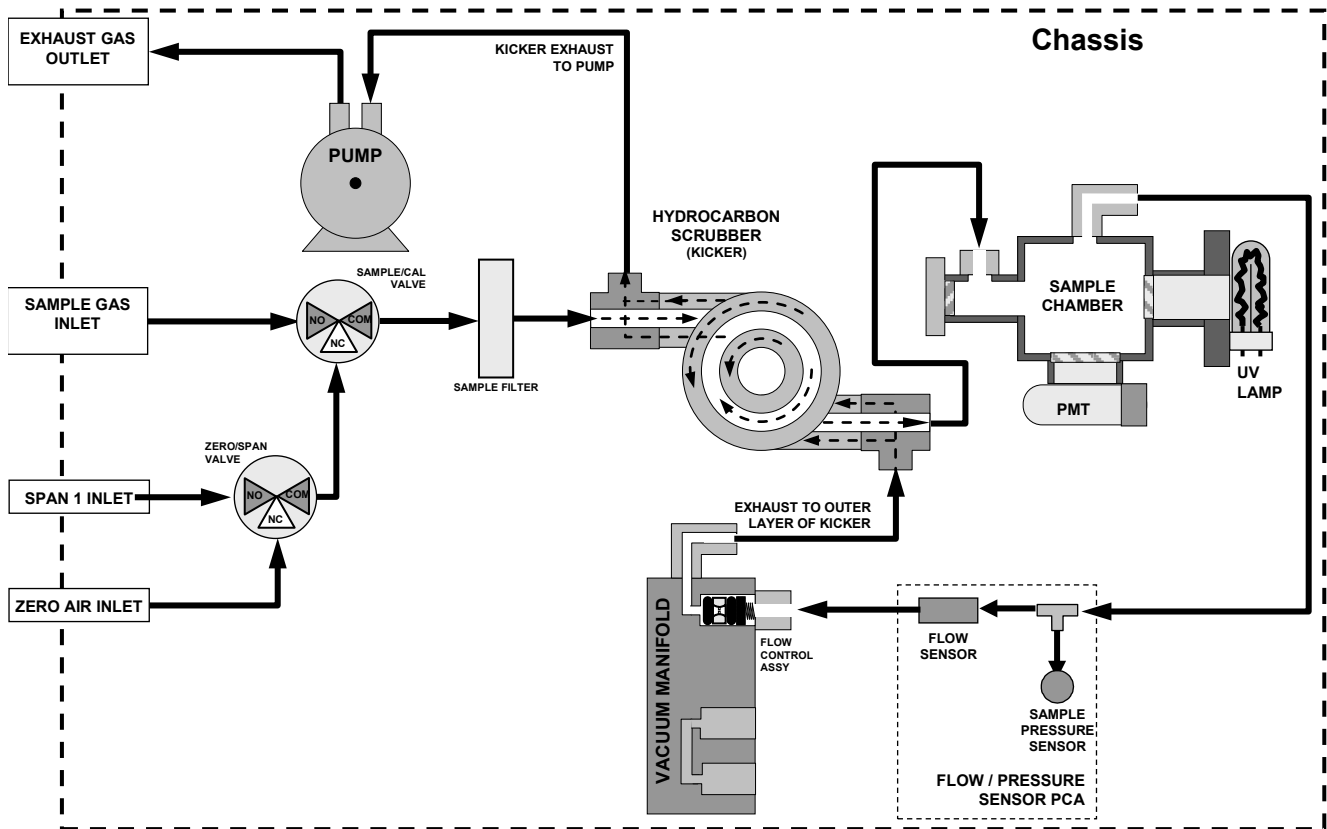 EXHAUST GAS
OUTLET
KICKER EXHAUST
TO PUMP
Chassis
PUMP
HYDROCARBON
SCRUBBER
(KICKER)
SAMPLE/CAL
VALVE
SAMPLE GAS
INLET
NO
COM
NC
SAMPLE FILTER
SAMPLE
CHAMBER
UV
LAMP
PMT
ZERO/SPAN
VALVE
SPAN 1 INLET
NO
COM
NC
EXHAUST TO OUTER
LAYER OF KICKER
ZERO AIR INLET
VACUUM MANIFOLD
FLOW
CONTROL
ASSY
FLOW
SENSOR
SAMPLE
PRESSURE
SENSOR
FLOW / PRESSURE
SENSOR PCA